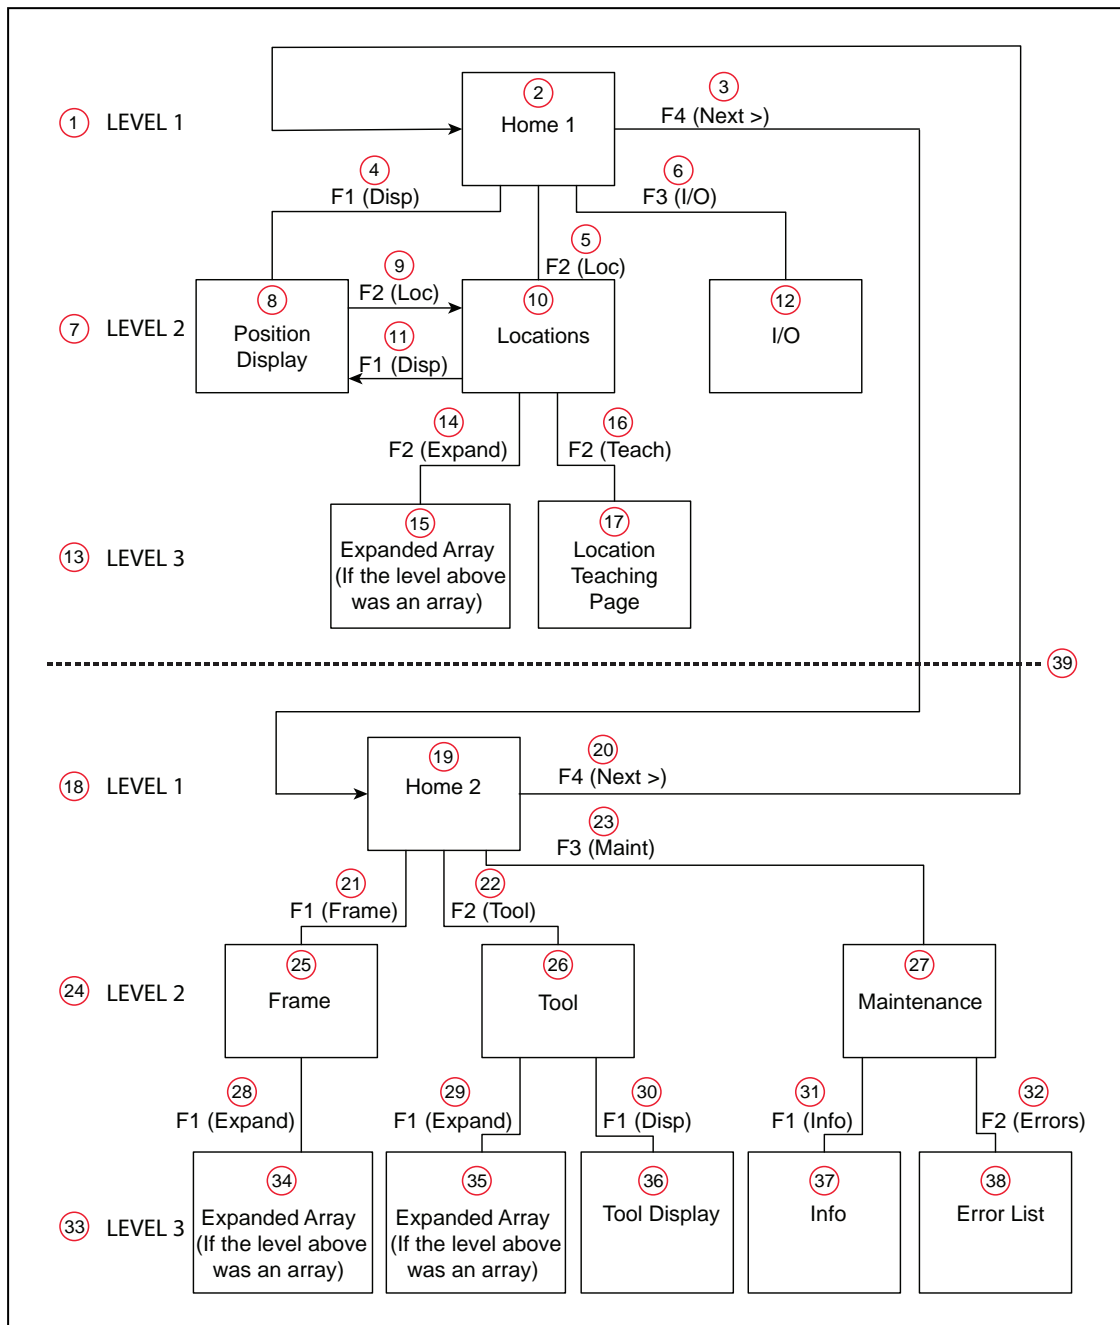 3
2
1 LEVEL 1
F4 (Next >)
Home 1
4
6
F1 (Disp)
F3 (I/O)
5
9
F2 (Loc)
F2 (Loc)
8
10
12
7 LEVEL 2
Position
Display
11
Locations
I/O
F1 (Disp)
14
16
F2 (Expand)
F2 (Teach)
15
17
13 LEVEL 3
Expanded Array
(If the level above
was an array)
Location
Teaching
Page
39
19
20
18 LEVEL 1
Home 2
F4 (Next >)
23
F3 (Maint)
21
22
F1 (Frame)
F2 (Tool)
25
26
27
24 LEVEL 2
Frame
Tool
Maintenance
28
29
30
31
32
F1 (Expand)
F1 (Expand)
F1 (Disp)
F1 (Info)
F2 (Errors)
34
35
36
37
38
33 LEVEL 3
Expanded Array
(If the level above
was an array)
Expanded Array
(If the level above
was an array)
Tool Display
Info
Error List